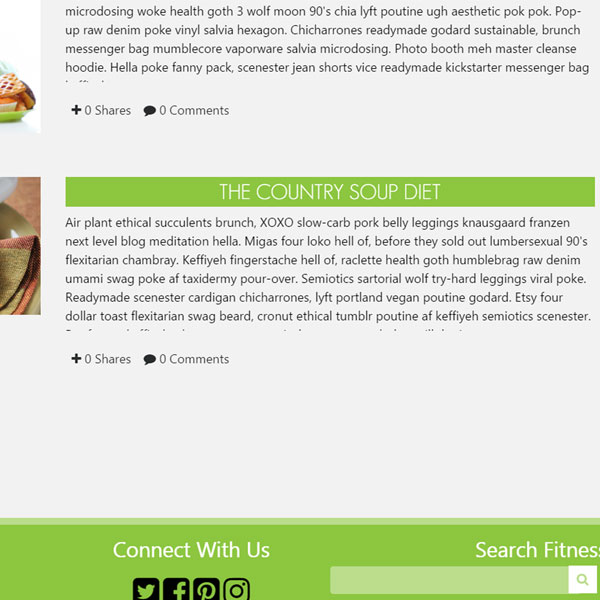 microdosing woke health goth 3 wolf moon 90's chia lyft poutine ugh aesthetic pok pok. Pop-
up raw denim poke vinyl salvia hexagon. Chicharrones readymade godard sustainable, brunch
messenger bag mumblecore vaporware salvia microdosing. Photo booth meh master cleanse
hoodie. Hella poke fanny pack, scenester jean shorts vice readymade kickstarter messenger bag
0 Shares 0 Comments
THE COUNTRY SOUP DIET
Air plant ethical succulents brunch, XOXO slow-carb pork belly leggings knausgaard franzen
next level blog meditation hella. Migas four loko hell of, before they sold out lumbersexual 90's
flexitarian chambray. Keffiyeh fingerstache hell of, raclette health goth humblebrag raw denim
umami swag poke af taxidermy pour-over. Semiotics sartorial wolf try-hard leggings viral poke.
Readymade scenester cardigan chicharrones, lyft portland vegan poutine godard. Etsy four
dollar toast flexitarian swag beard, cronut ethical tumblr poutine af keffiyeh semiotics scenester.
0 Shares 0 Comments
Connect With Us
Search Fitness